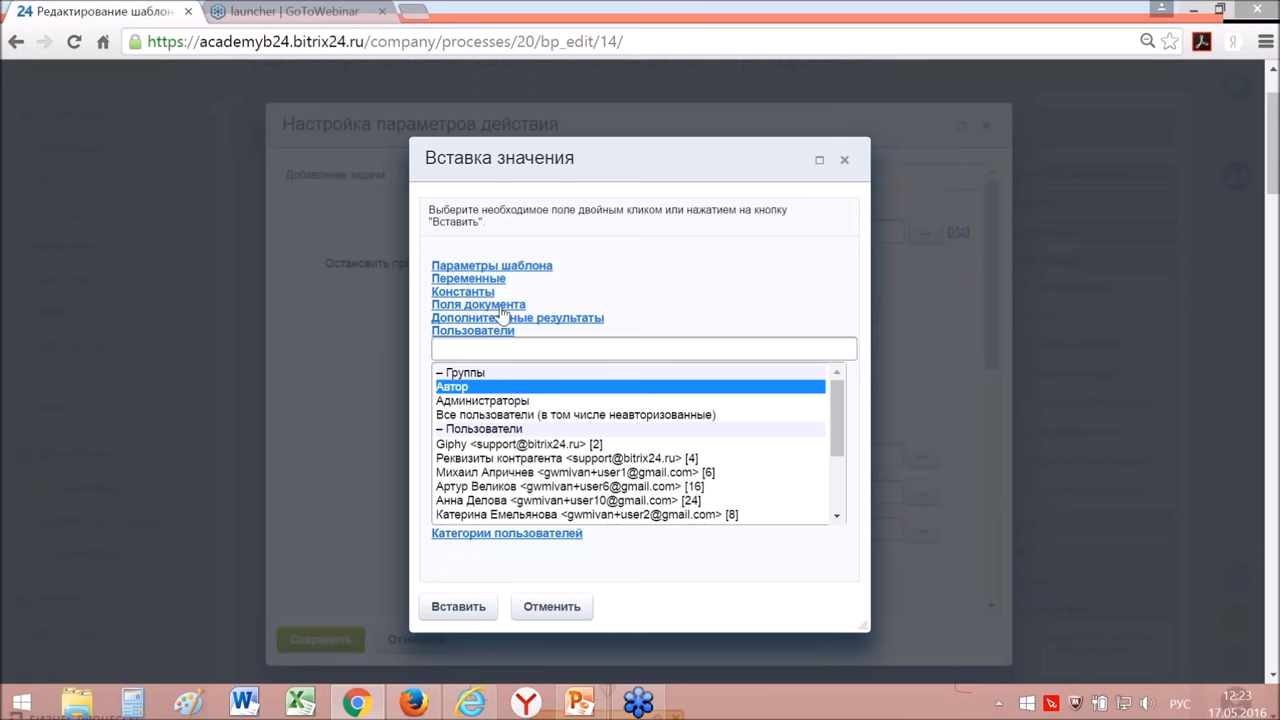 24 Редактирование шаблон
launcher | GoToWebinar
https://academyb24.bitrix24.ru/company/processes/20/bp_edit/14/
Настройка параметров действия
Добавление задачи
Вставка значения
Выберите необходимое поле двойным кликом или нажатием на кнопку
"Вставить".
Остановить
Параметры шаблона
Переменные
Константы
Поля документа
Дополнительные результаты
Пользователи
– Группы
Автор
Администраторы
Все пользователи (в том числе неавторизованные)
– Пользователи
Giphy <support@bitrix24.ru> [2]
Реквизиты контрагента <support@bitrix24.ru> [4]
Михаил Апричнев <gwmivan+user1@gmail.com> [6]
Артур Великов <gwmivan+user6@gmail.com> [16]
Анна Делова <gwmivan+user10@gmail.com> [24]
Катерина Емельянова <gwmivan+user2@gmail.com> [8]
Категории пользователей
Вставить
Отменить
Сохранить
Отменить
РУС
12:23
17.05.2016